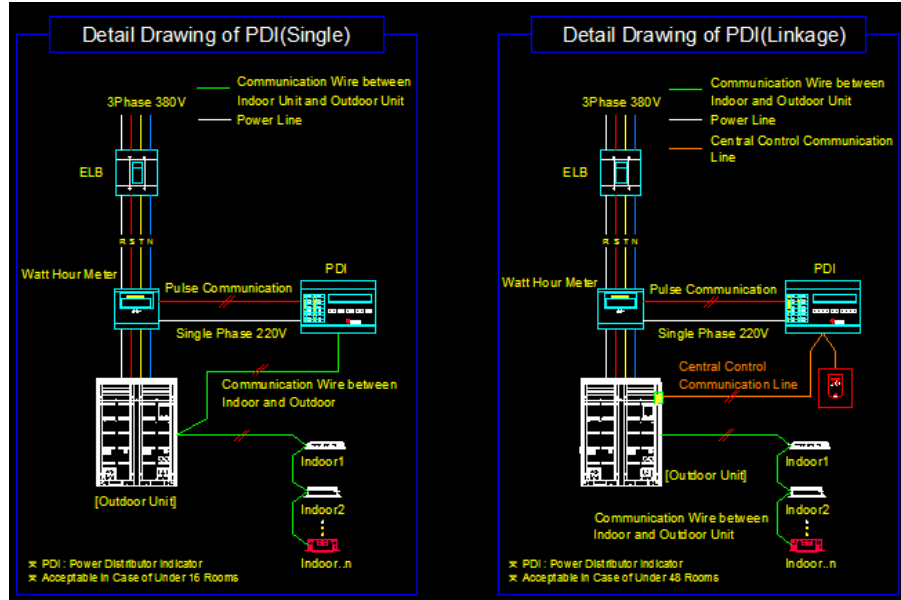 Detail Drawing of PDI(Single)
Communication Wire between
Indoor Unit and Outdoor Unit
Power Line
3Phase 380V
ELB
R S T N
Watt Hour Meter
PDI
Pulse Communication
Single Phase 220V
Communication Wire between
Indoor and Outdoor
[Outdoor Unit]
Indoor1
Indoor2
Indoor..n
PDI : Power Distributor Indicator
Acceptable In Case of Under 16 Rooms
Detail Drawing of PDI(Linkage)
Communication Wire between
Indoor and Outdoor Unit
Power Line
Central Control Communication
Line
3Phase 380V
ELB
R S T N
Watt Hour Meter
PDI
Pulse Communication
Single Phase 220V
Central Control
Communication Line
[Outdoor Unit]
Indoor1
Indoor2
Communication Wire between
Indoor and Outdoor Unit
Indoor..n
PDI : Power Distributor Indicator
Acceptable In Case of Under 48 Rooms